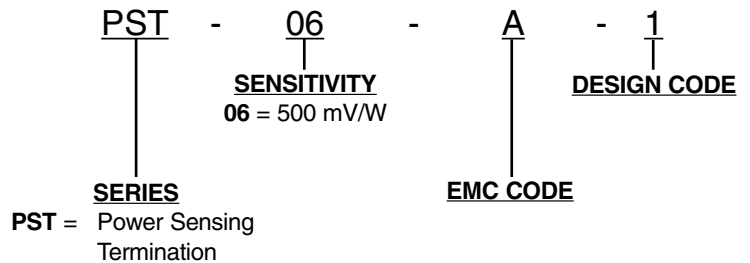 PST - 06 - A - 1
SENSITIVITY
06 = 500 mV/W
DESIGN CODE
SERIES
PST = Power Sensing
Termination
EMC CODE